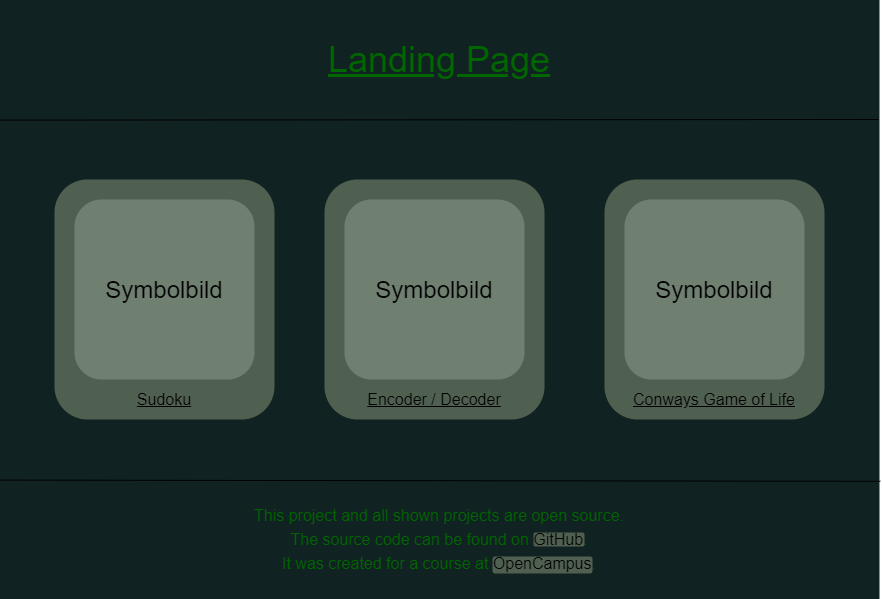 Landing Page
Symbolbild
Symbolbild
Symbolbild
Sudoku
Encoder / Decoder
Conways Game of Life
This project and all shown projects are open source.
The source code can be found on GitHub
It was created for a course at OpenCampus